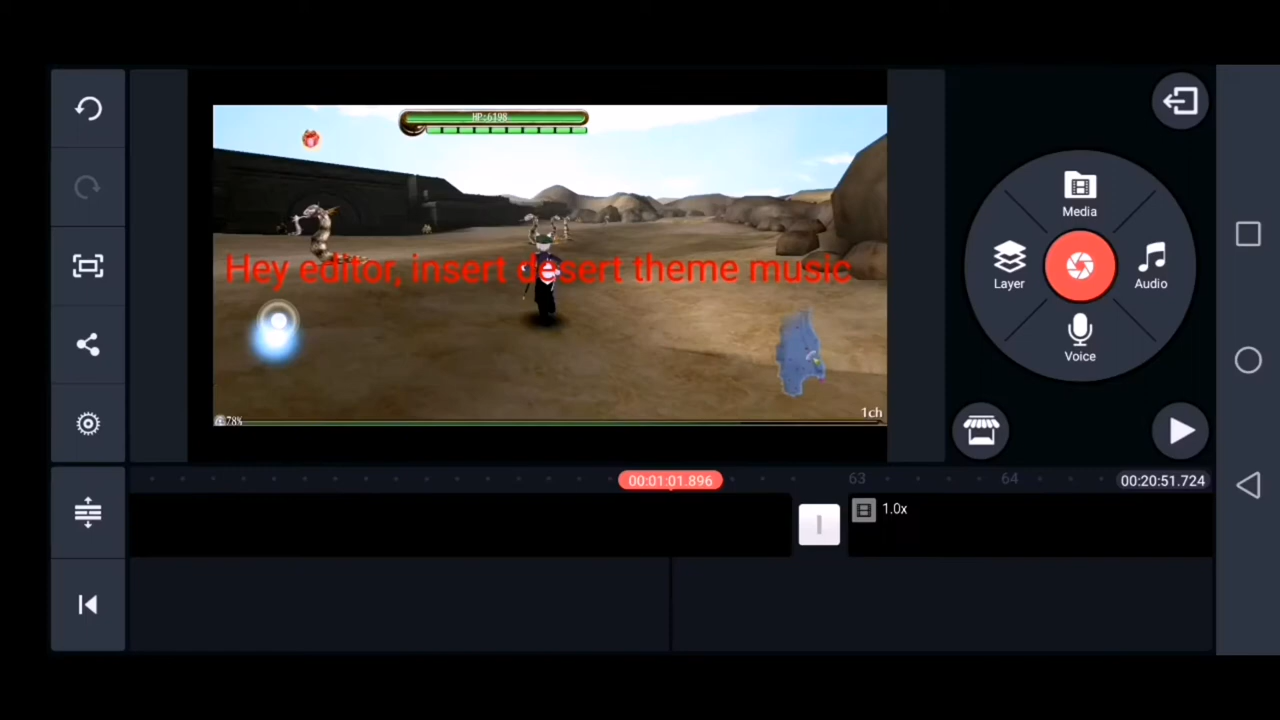 HP:6198
Hey editor, insert desert theme music
78%
1ch
Media
Layer
Audio
Voice
00:01:01.896
63
64
00:20:51.724
1.0x